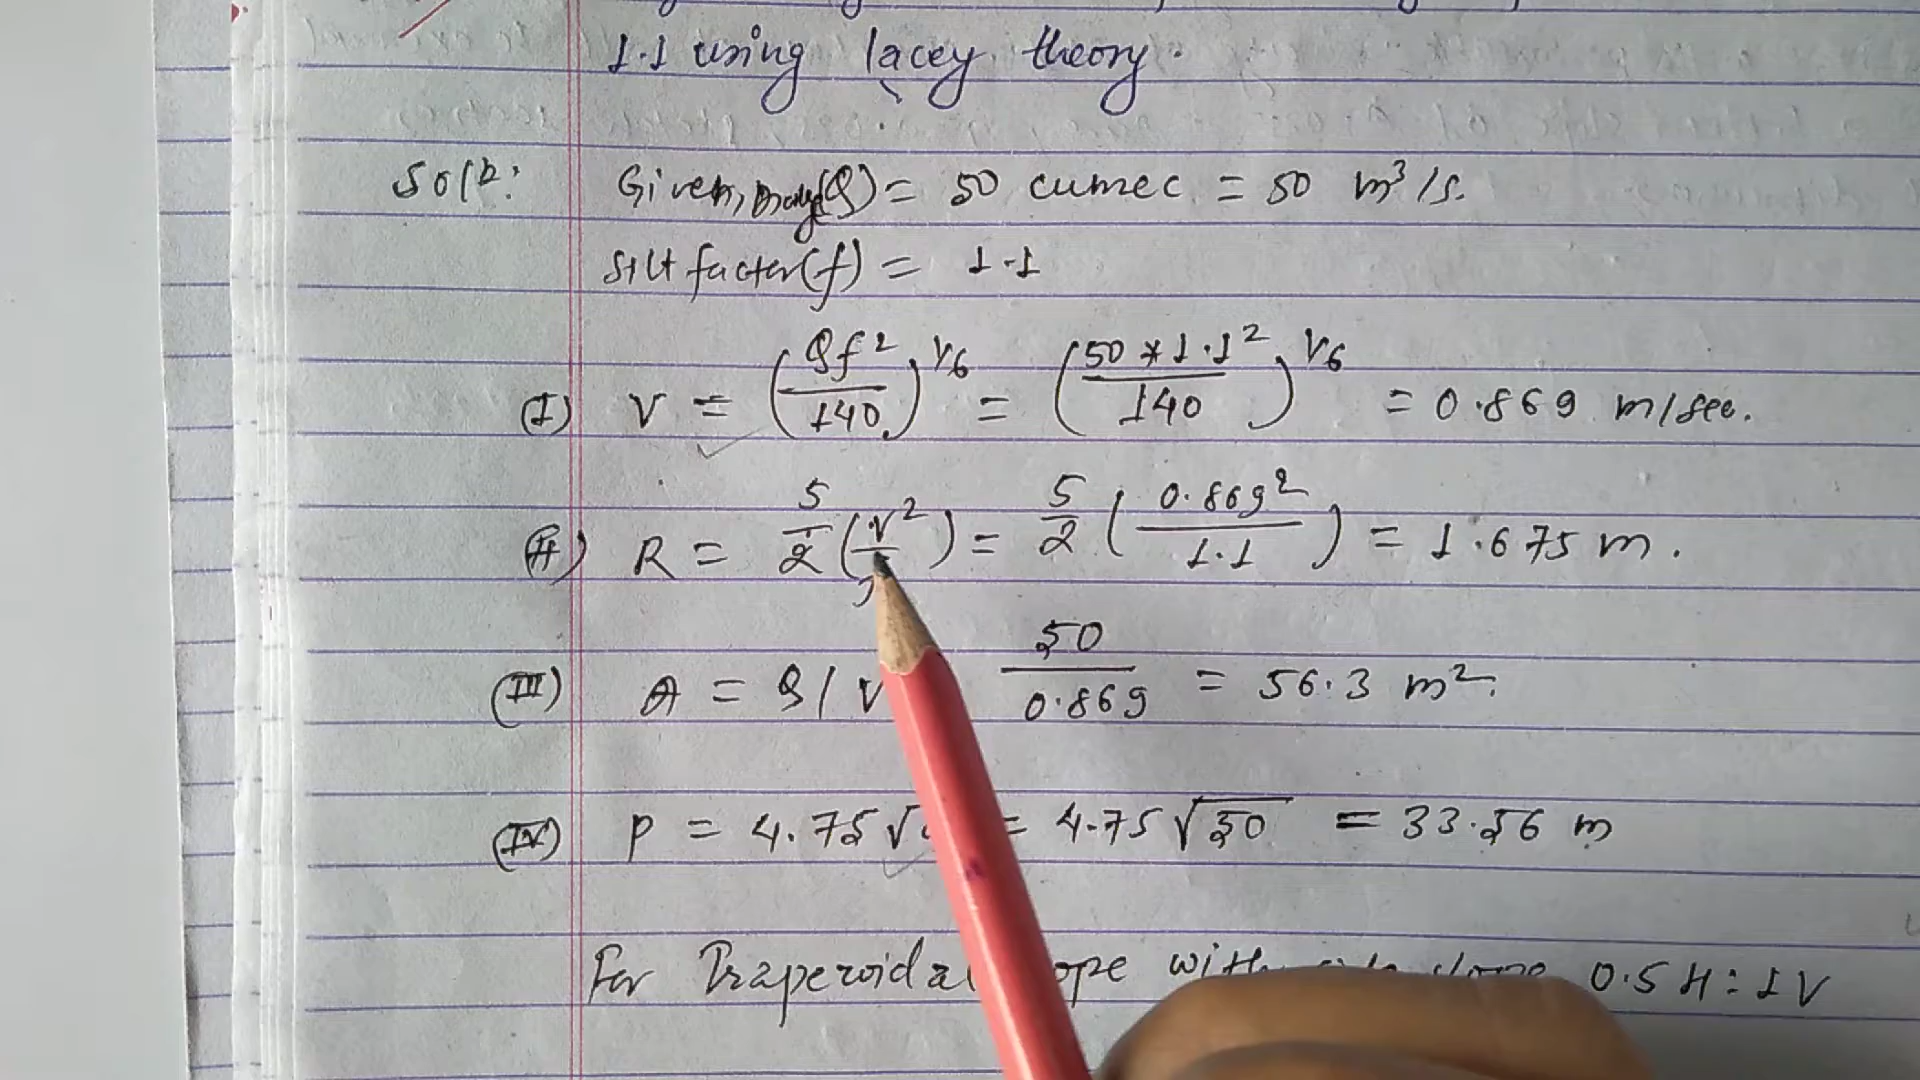 1.1 using lacey theory.
Soln: Given, (Q) = 50 cumec = 50 m³/s.
Silt factor (f) = 1.1
(I) V = (Qf²/140)^1/6 = (50*1.1²/140)^1/6 = 0.869 m/sec.
(II) R = 5/2 (V²/ ) = 5/2 (0.869²/1.1) = 1.675 m.
(III) A = Q/V 50/0.869 = 56.3 m².
(IV) P = 4.75√ = 4.75√50 = 33.56 m
For Trapezoidal with 0.5H:1V